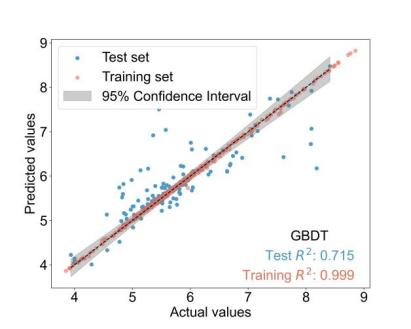 9
8
7
6
5
4
Predicted values
Test set
Training set
95% Confidence Interval
GBDT
Test R²: 0.715
Training R²: 0.999
4 5 6 7 8 9
Actual values